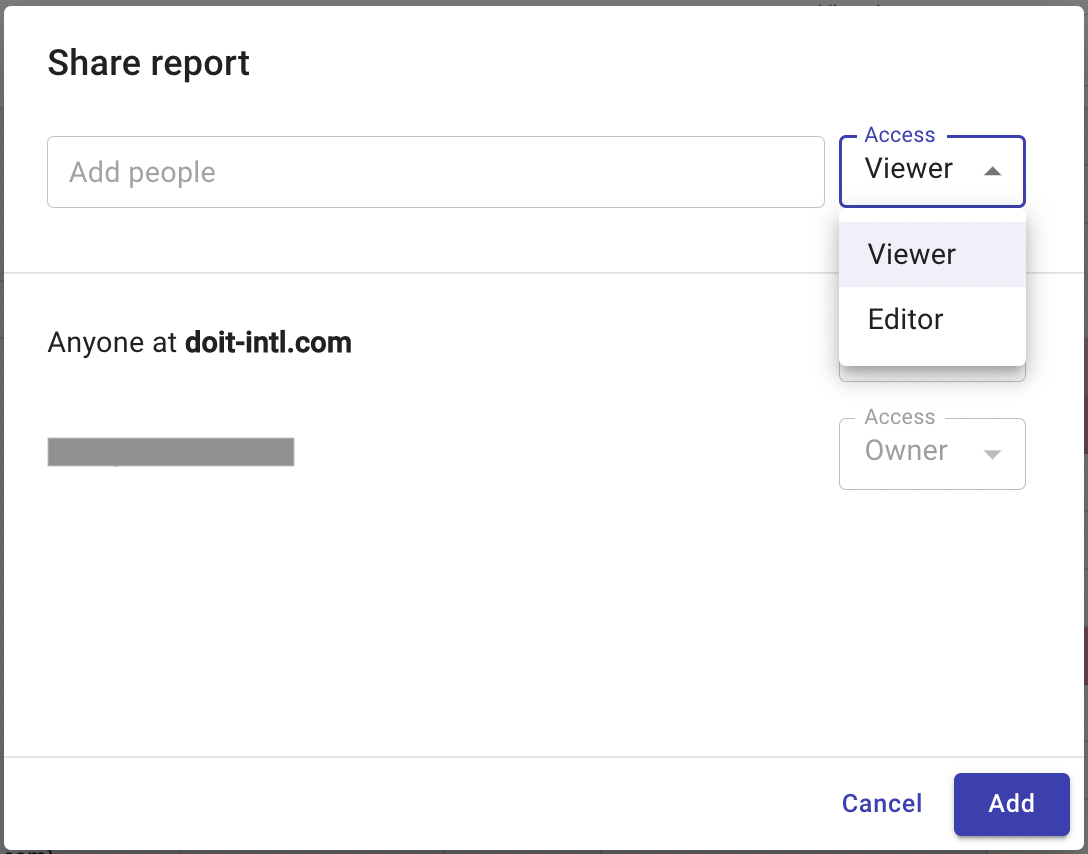 Share report
Access
Add people
Viewer
Viewer
Editor
Anyone at doit-intl.com
Access
Owner
Cancel
Add